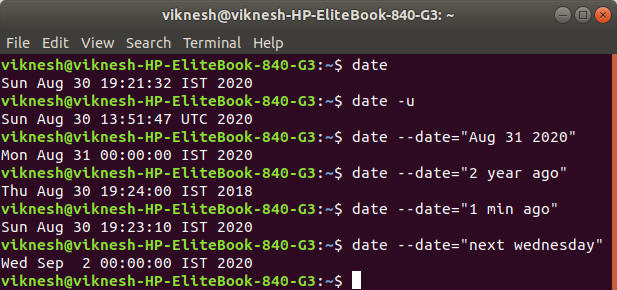 viknesh@viknesh-HP-EliteBook-840-G3: ~
File Edit View Search Terminal Help
viknesh@viknesh-HP-EliteBook-840-G3:~$ date
Sun Aug 30 19:21:32 IST 2020
viknesh@viknesh-HP-EliteBook-840-G3:~$ date -u
Sun Aug 30 13:51:47 UTC 2020
viknesh@viknesh-HP-EliteBook-840-G3:~$ date --date="Aug 31 2020"
Mon Aug 31 00:00:00 IST 2020
viknesh@viknesh-HP-EliteBook-840-G3:~$ date --date="2 year ago"
Thu Aug 30 19:24:00 IST 2018
viknesh@viknesh-HP-EliteBook-840-G3:~$ date --date="1 min ago"
Sun Aug 30 19:23:10 IST 2020
viknesh@viknesh-HP-EliteBook-840-G3:~$ date --date="next wednesday"
Wed Sep  2 00:00:00 IST 2020
viknesh@viknesh-HP-EliteBook-840-G3:~$